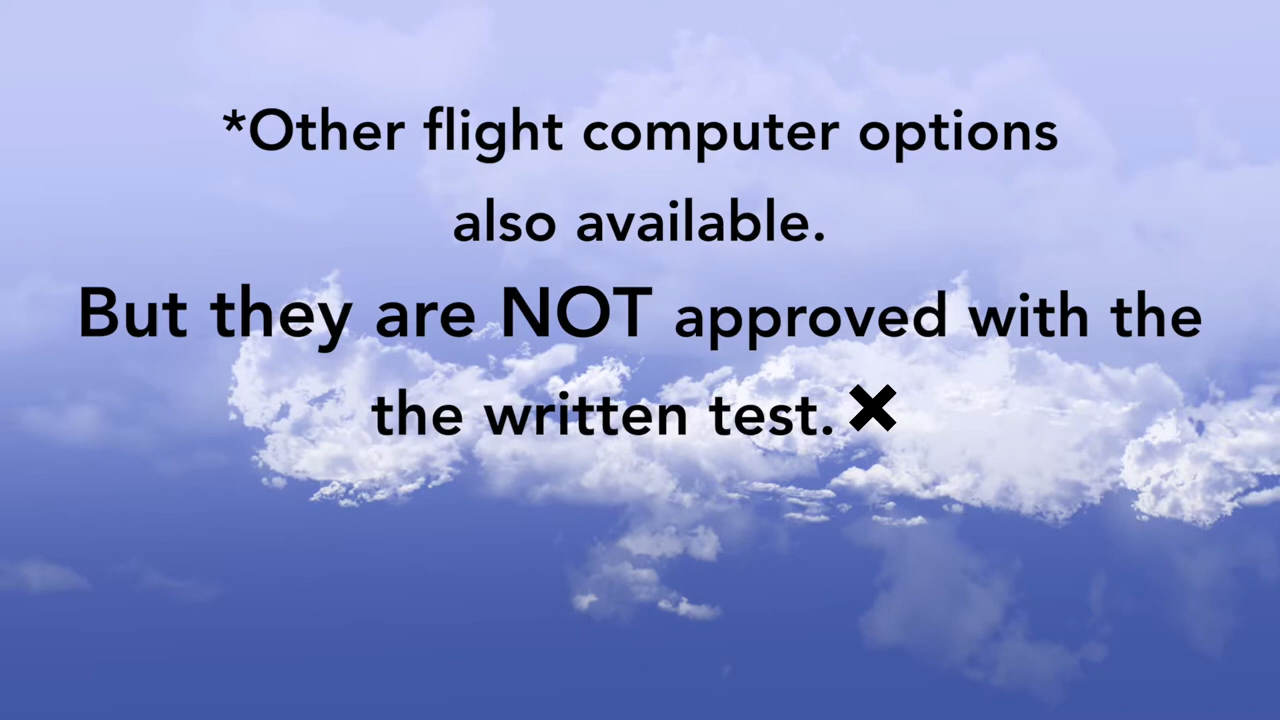 *Other flight computer options
also available.
But they are NOT approved with the
the written test. ✖